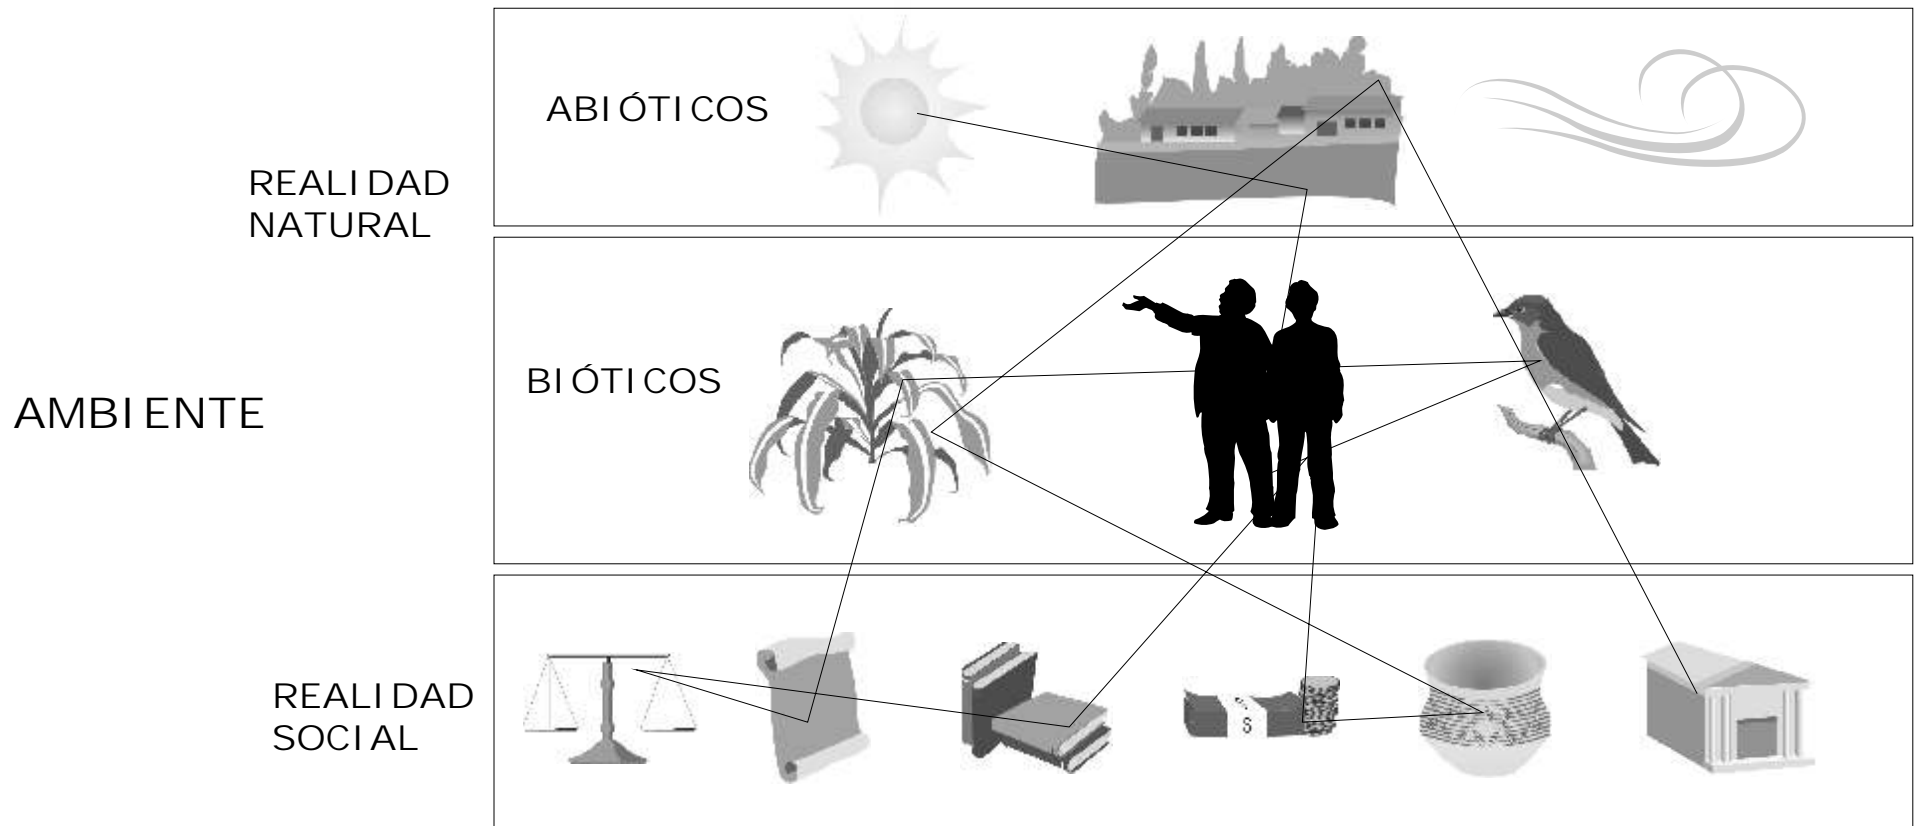 ABIÓTICOS
REALIDAD
NATURAL
BIÓTICOS
AMBIENTE
REALIDAD
SOCIAL
$